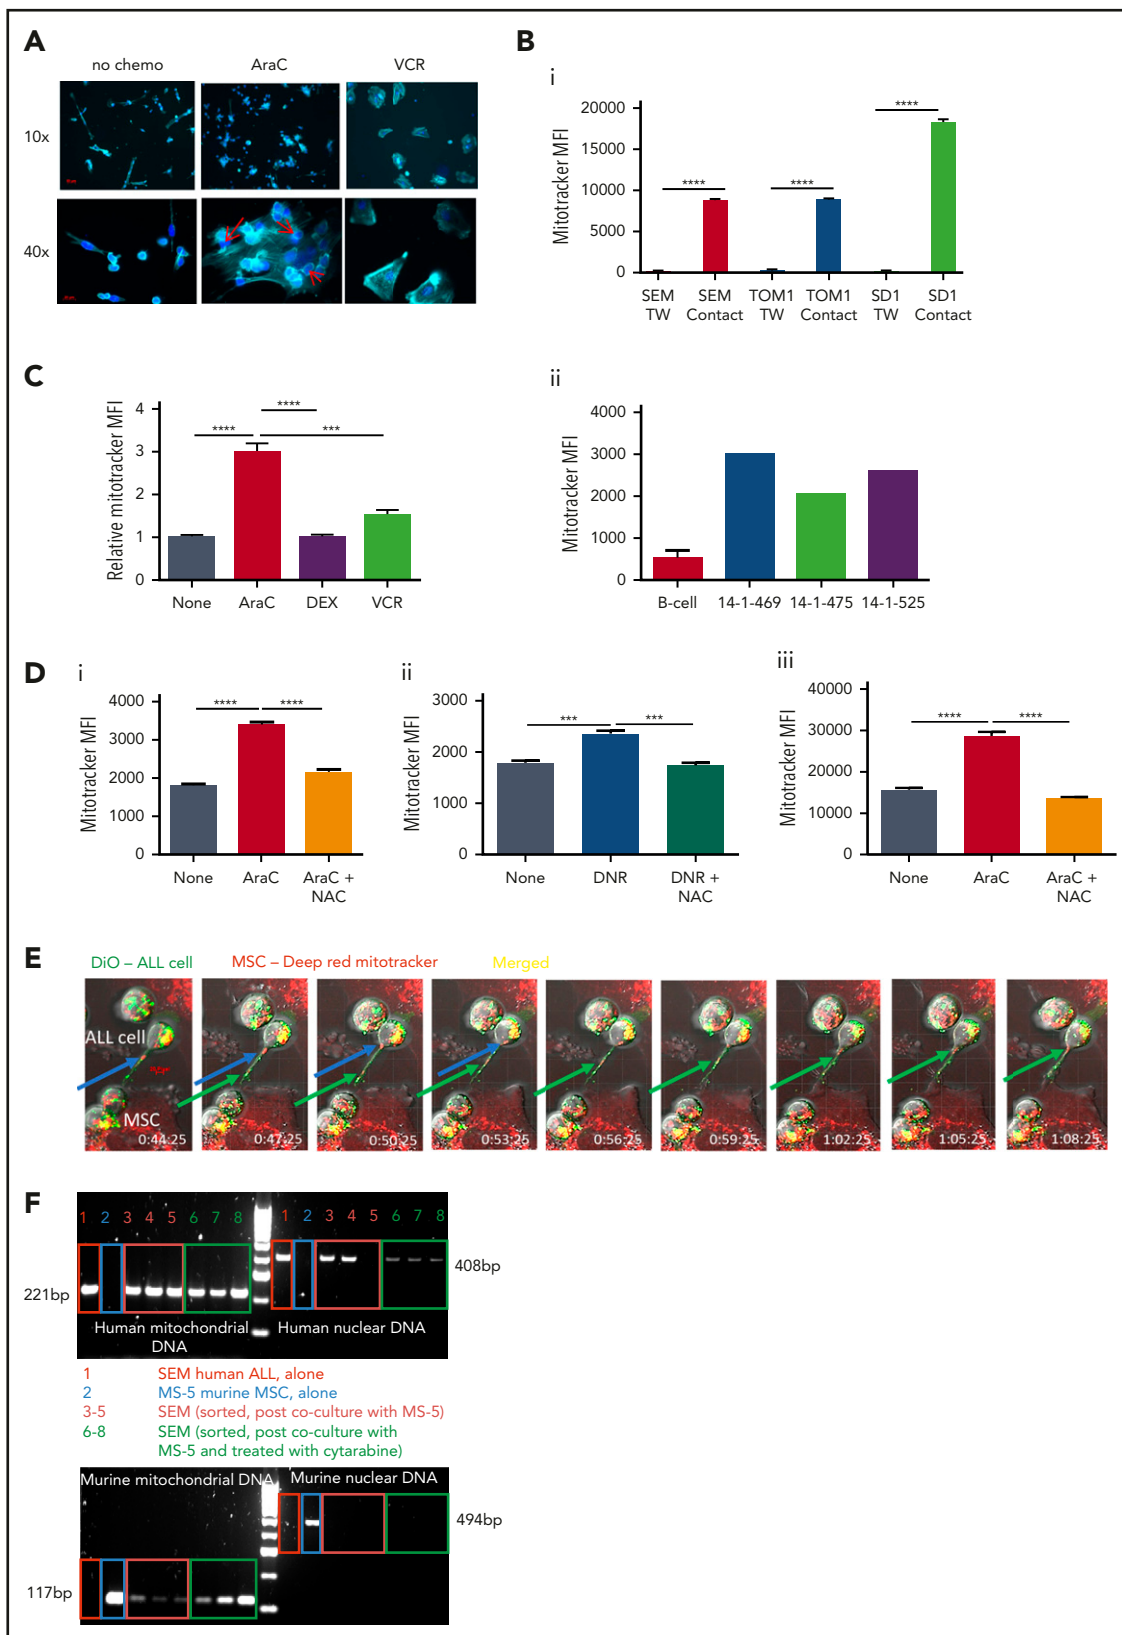 A
no chemo
AraC
VCR
10x
40x
B
i
Mitotracker MFI
20000
15000
10000
5000
0
****
****
****
SEM TW
SEM Contact
TOM1 TW
TOM1 Contact
SD1 TW
SD1 Contact
C
Relative mitotracker MFI
4
3
2
1
0
****
****
***
None
AraC
DEX
VCR
ii
Mitotracker MFI
4000
3000
2000
1000
0
B-cell
14-1-469
14-1-475
14-1-525
D
i
Mitotracker MFI
4000
3000
2000
1000
0
****
****
None
AraC
AraC +
NAC
ii
Mitotracker MFI
3000
2000
1000
0
***
***
None
DNR
DNR +
NAC
iii
Mitotracker MFI
40000
30000
20000
10000
0
****
****
None
AraC
AraC +
NAC
E
DiO – ALL cell
MSC – Deep red mitotracker
Merged
ALL cell
MSC
0:44:25
0:47:25
0:50:25
0:53:25
0:56:25
0:59:25
1:02:25
1:05:25
1:08:25
F
1 2 3 4 5 6 7 8
1 2 3 4 5 6 7 8
408bp
221bp
Human mitochondrial
DNA
Human nuclear DNA
1 SEM human ALL, alone
2 MS-5 murine MSC, alone
3-5 SEM (sorted, post co-culture with MS-5)
6-8 SEM (sorted, post co-culture with
MS-5 and treated with cytarabine)
Murine mitochondrial DNA
Murine nuclear DNA
494bp
117bp